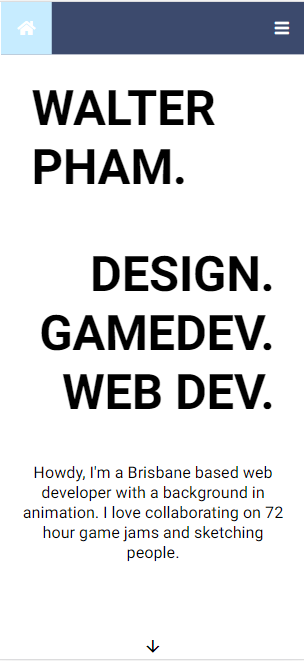 WALTER
PHAM.
DESIGN.
GAMEDEV.
WEB DEV.
Howdy, I'm a Brisbane based web
developer with a background in
animation. I love collaborating on 72
hour game jams and sketching
people.